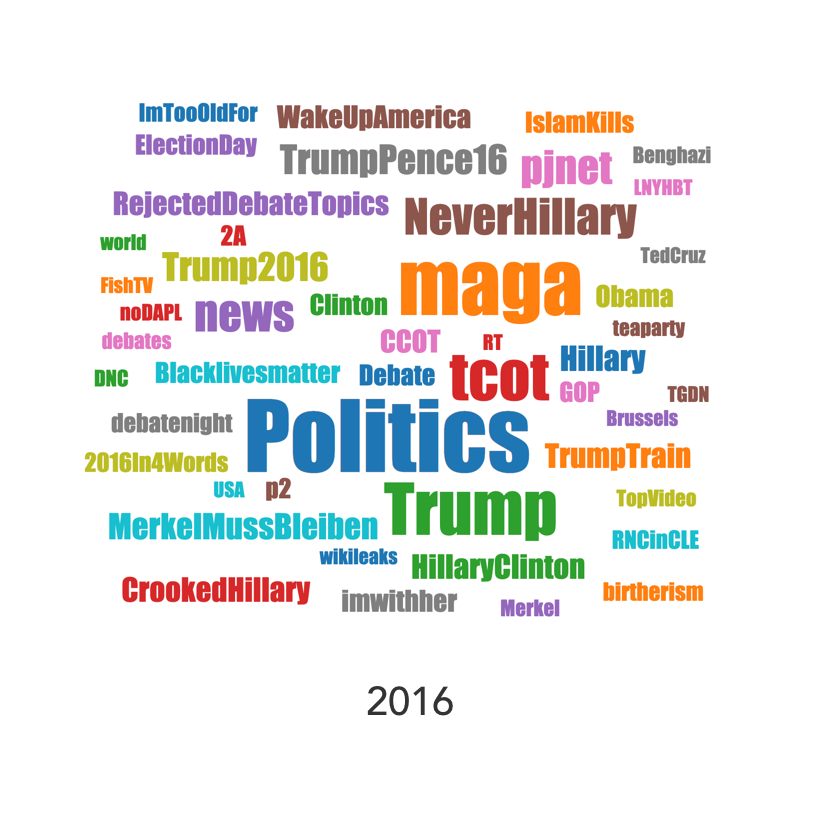 ImTooOldFor
WakeUpAmerica
IslamKills
ElectionDay
TrumpPence16
pjnet
Benghazi
LNYHBT
RejectedDebateTopics
NeverHillary
world
2A
TedCruz
Trump2016
maga
FishTV
Obama
noDAPL
news
Clinton
teaparty
debates
CCOT
RT
Hillary
DNC
Blacklivesmatter
Debate
tcot
GOP
TGDN
debatenight
Politics
Brussels
2016In4Words
TrumpTrain
USA
p2
Trump
TopVideo
MerkelMussBleiben
RNCinCLE
wikileaks
HillaryClinton
CrookedHillary
imwithher
Merkel
birtherism
2016